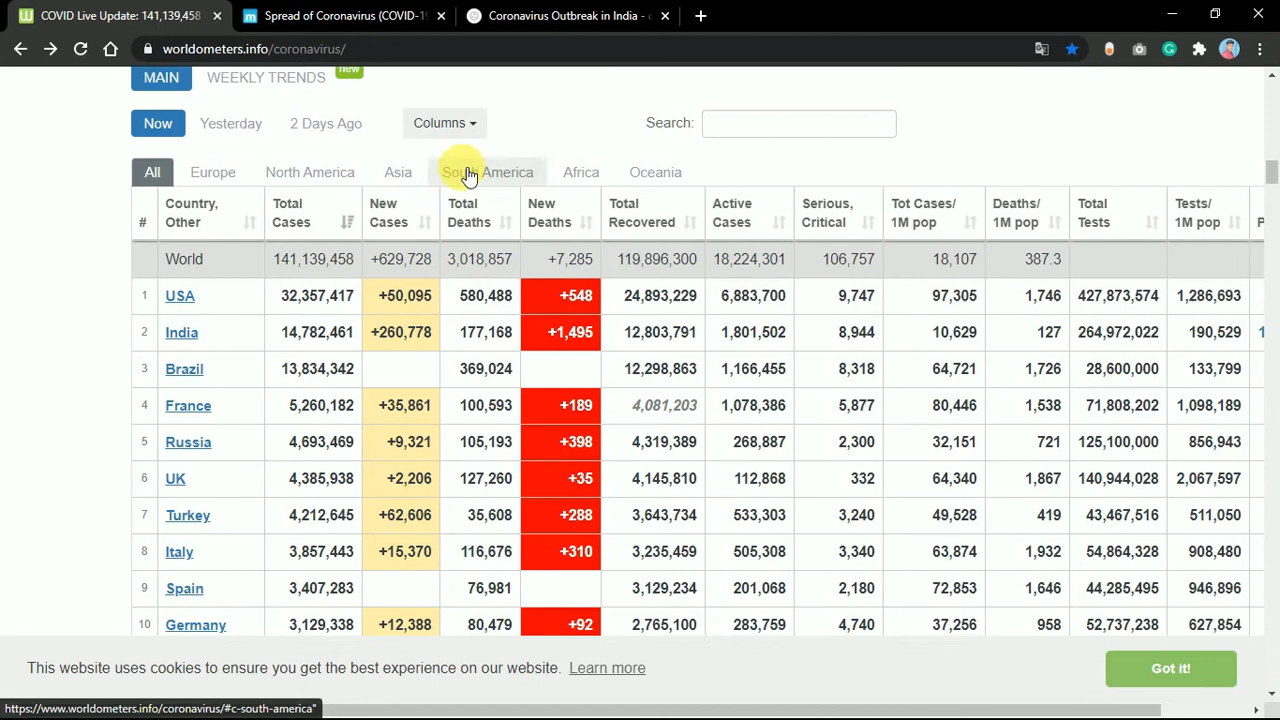 COVID Live Update: 141,139,458
Spread of Coronavirus (COVID-19
Coronavirus Outbreak in India -
worldometers.info/coronavirus/
MAIN WEEKLY TRENDS new
Now Yesterday 2 Days Ago Columns Search:
All Europe North America Asia South America Africa Oceania
# Country, Other Total Cases New Cases Total Deaths New Deaths Total Recovered Active Cases Serious, Critical Tot Cases/ 1M pop Deaths/ 1M pop Total Tests Tests/ 1M pop P
World 141,139,458 +629,728 3,018,857 +7,285 119,896,300 18,224,301 106,757 18,107 387.3
1 USA 32,357,417 +50,095 580,488 +548 24,893,229 6,883,700 9,747 97,305 1,746 427,873,574 1,286,693
2 India 14,782,461 +260,778 177,168 +1,495 12,803,791 1,801,502 8,944 10,629 127 264,972,022 190,529 1
3 Brazil 13,834,342 369,024 12,298,863 1,166,455 8,318 64,721 1,726 28,600,000 133,799
4 France 5,260,182 +35,861 100,593 +189 4,081,203 1,078,386 5,877 80,446 1,538 71,808,202 1,098,189
5 Russia 4,693,469 +9,321 105,193 +398 4,319,389 268,887 2,300 32,151 721 125,100,000 856,943
6 UK 4,385,938 +2,206 127,260 +35 4,145,810 112,868 332 64,340 1,867 140,944,028 2,067,597
7 Turkey 4,212,645 +62,606 35,608 +288 3,643,734 533,303 3,240 49,528 419 43,467,516 511,050
8 Italy 3,857,443 +15,370 116,676 +310 3,235,459 505,308 3,340 63,874 1,932 54,864,328 908,480
9 Spain 3,407,283 76,981 3,129,234 201,068 2,180 72,853 1,646 44,285,495 946,896
10 Germany 3,129,338 +12,388 80,479 +92 2,765,100 283,759 4,740 37,256 958 52,737,238 627,854
This website uses cookies to ensure you get the best experience on our website. Learn more Got it!
https://www.worldometers.info/coronavirus/#c-south-america"